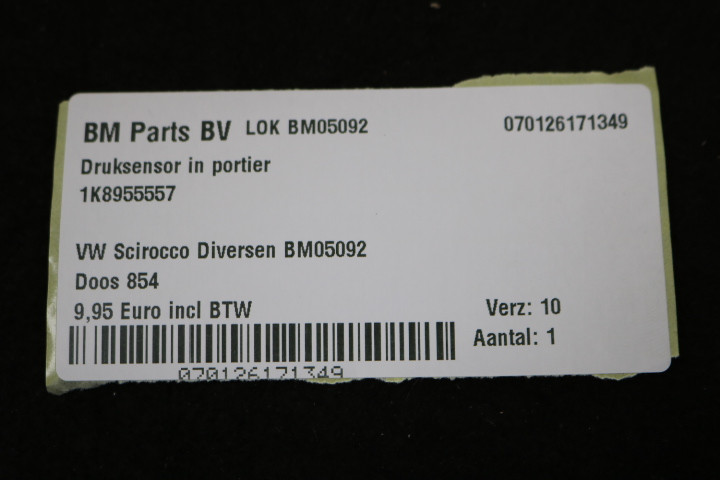 BM Parts BV LOK BM05092 070126171349
Druksensor in portier
1K8955557
VW Scirocco Diversen BM05092
Doos 854
9,95 Euro incl BTW Verz: 10
Aantal: 1
070126171349